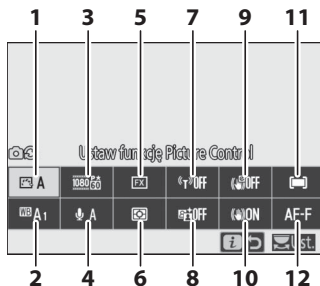 1 3 5 7 9 11
Ustaw funkcję Picture Control
A 1080 60 FX T OFF OFF
WB A1 A OFF ON AF-F
i Ust.
2 4 6 8 10 12